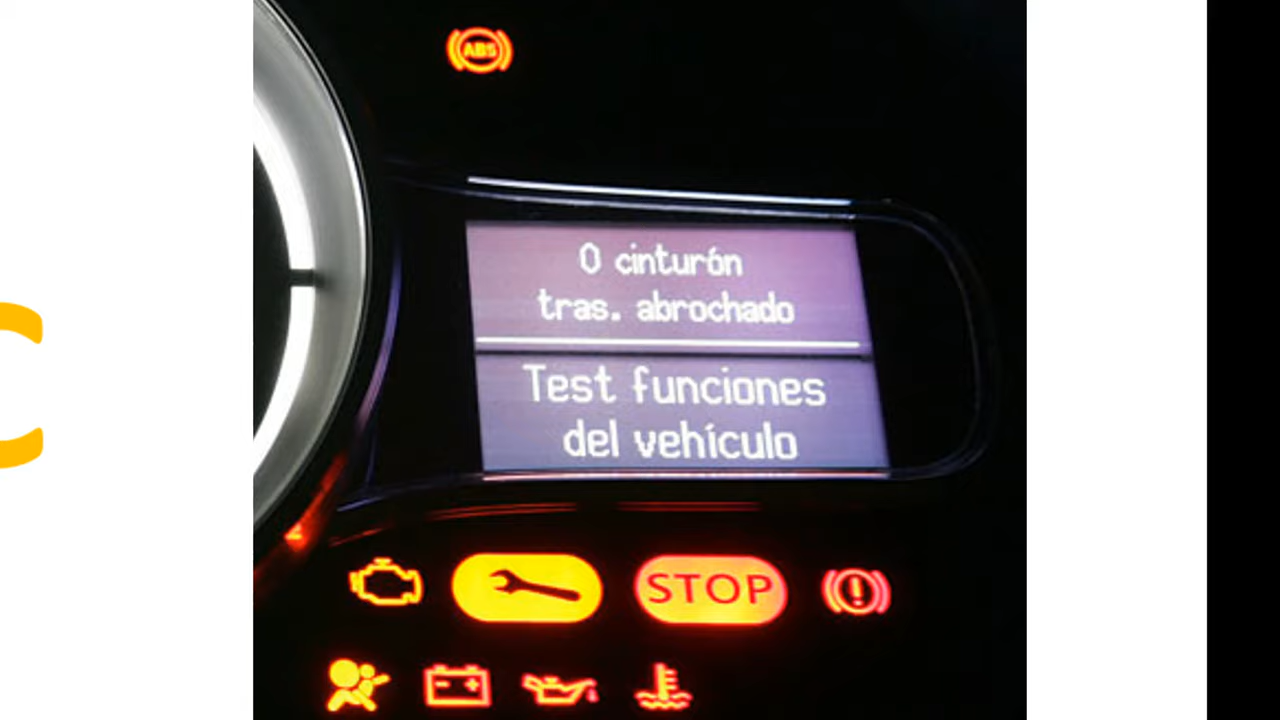 ABS
0 cinturón
tras. abrochado
Test funciones
del vehículo
STOP